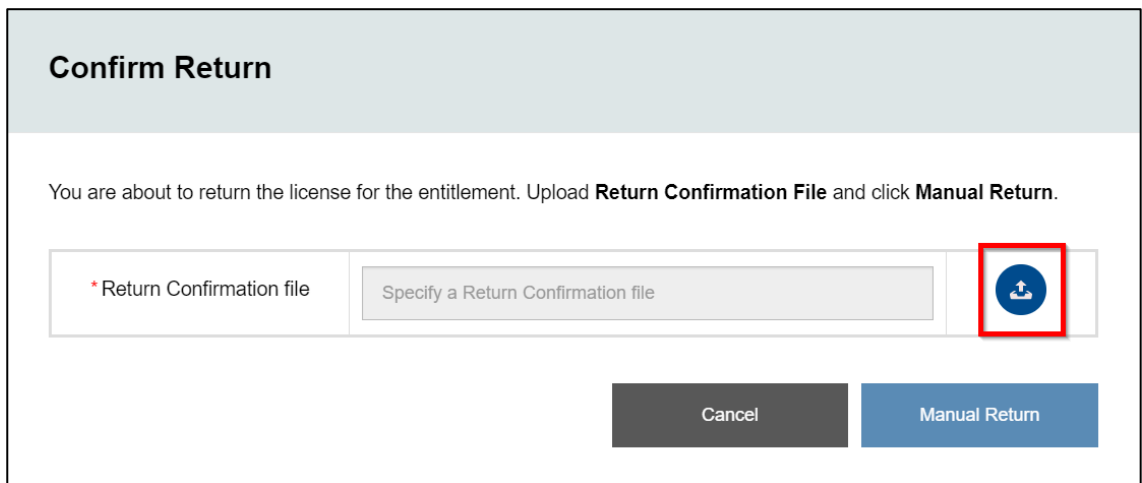 Confirm Return
You are about to return the license for the entitlement. Upload Return Confirmation File and click Manual Return.
* Return Confirmation file
Specify a Return Confirmation file
Cancel
Manual Return